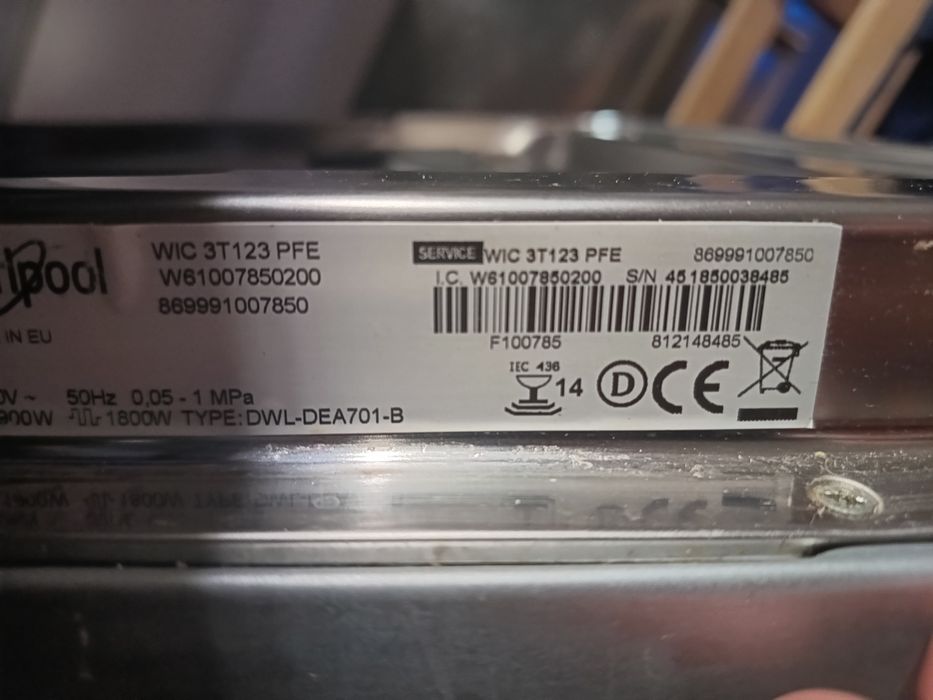 WIC 3T123 PFE
W61007850200
869991007850
IN EU
50Hz 0,05 - 1 MPa
1800W TYPE: DWL-DEA701-B
SERVICE WIC 3T123 PFE 869991007850
I.C. W61007850200 S/N 451850038485
F100785 812148485
IEC 436
14
D CE